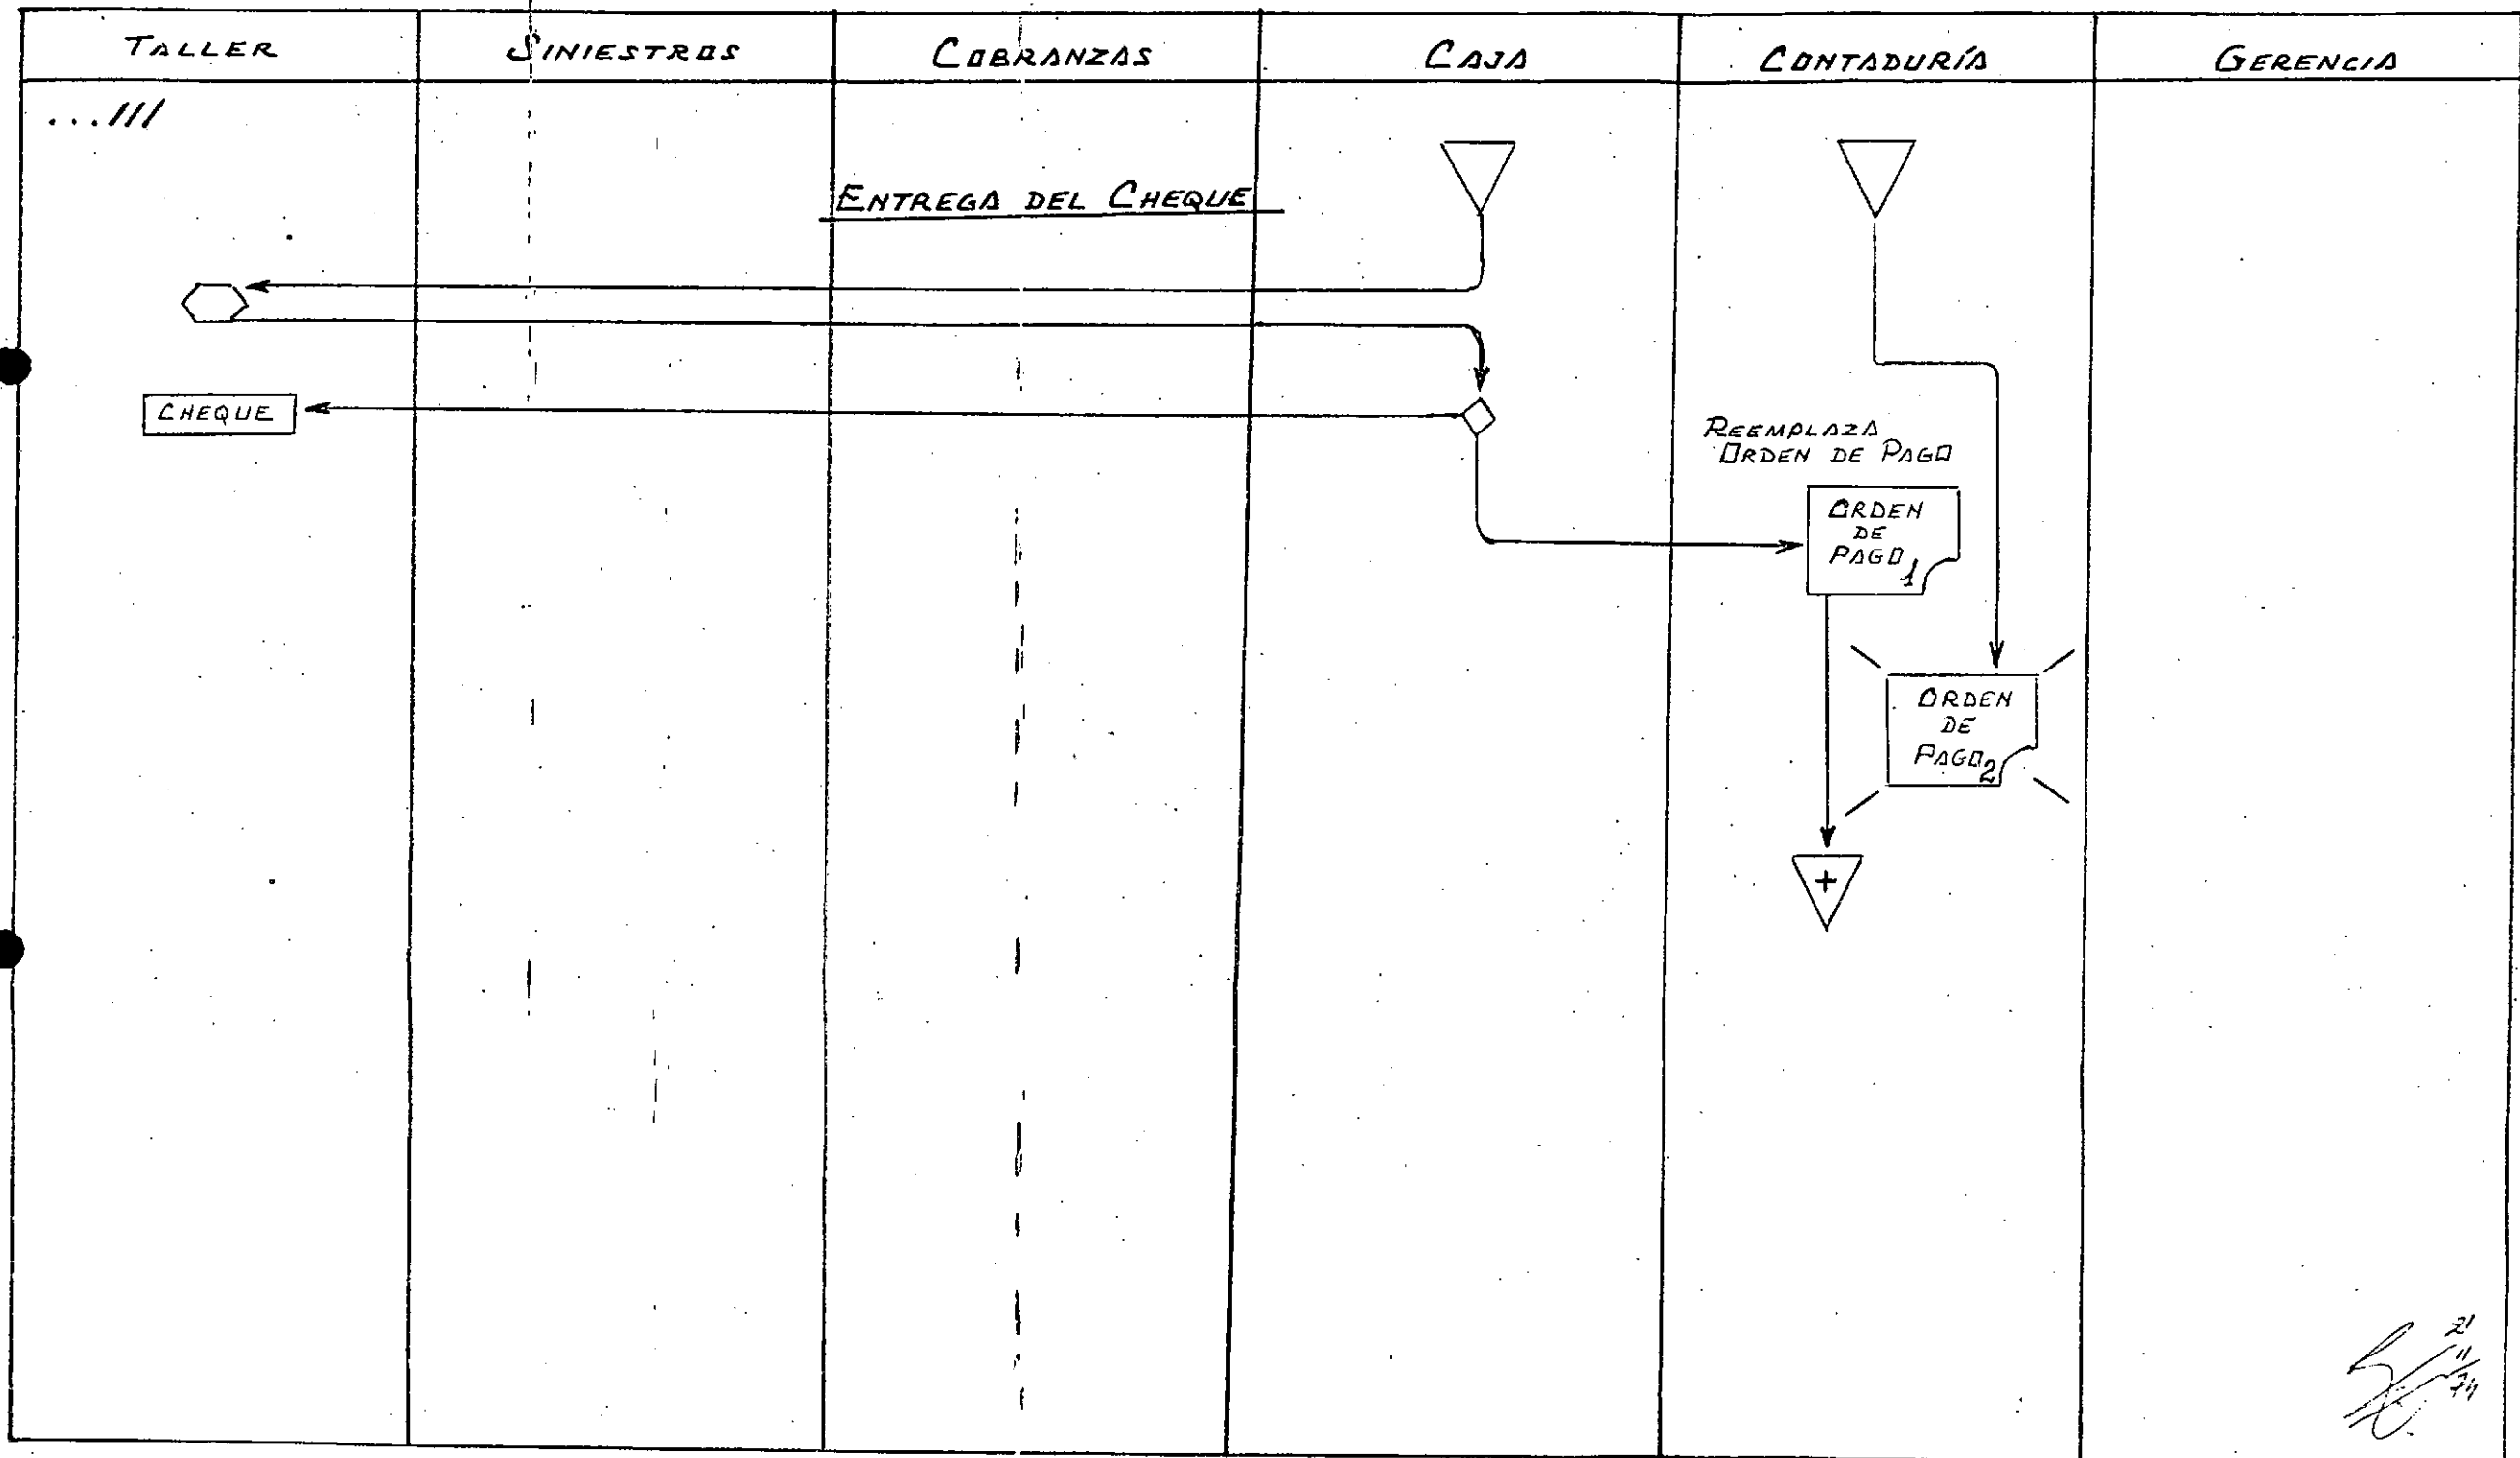 TALLER
SINIESTROS
COBRANZAS
CAJA
CONTADURÍA
GERENCIA
...///
ENTREGA DEL CHEQUE
CHEQUE
REEMPLAZA
ORDEN DE PAGO
ORDEN
DE
PAGO 1
ORDEN
DE
PAGO 2
+
21
11
74